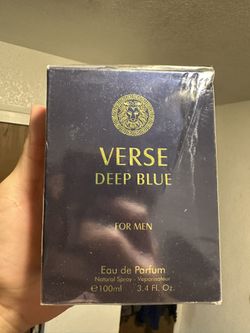 VERSE
DEEP BLUE
FOR MEN
Eau de Parfum
Natural Spray - Vaporisateur
℮100ml 3.4 Fl. Oz.